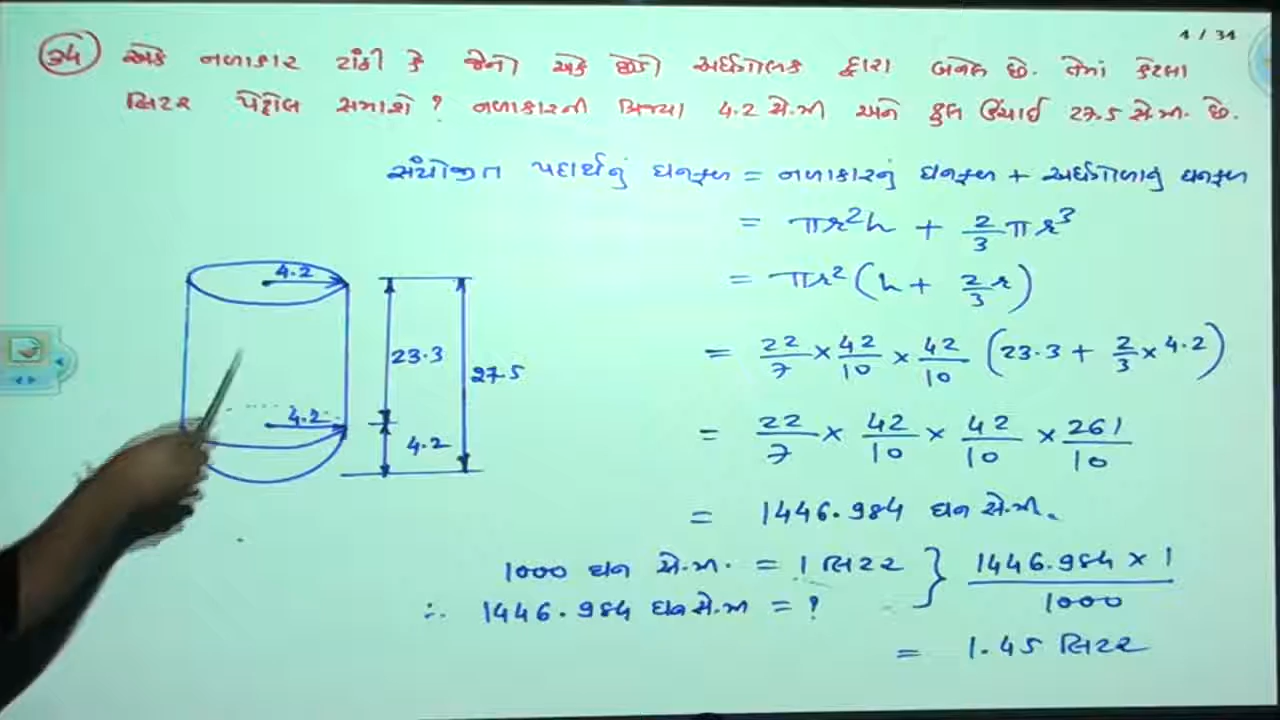 1 / 34
24 એક નળાકાર ટાંકી કે જેનો એક છેડો અર્ધગોલક દ્વારા બનેલ છે. તેમાં કેટલા
લિટર પેટ્રોલ સમાશે ? નળાકારની ત્રિજ્યા 4.2 સે.મી અને કુલ ઊંચાઈ 27.5 સે.મી. છે.
સંયોજીત પદાર્થનું ઘનફળ = નળાકારનું ઘનફળ + અર્ધગોળાનું ઘનફળ
= πr²h + 2/3 πr³
= πr² (h + 2/3 r)
= 22/7 × 42/10 × 42/10 (23.3 + 2/3 × 4.2)
= 22/7 × 42/10 × 42/10 × 261/10
= 1446.984 ઘન સે.મી.
1000 ઘન સે.મી. = 1 લિટર } 1446.984 × 1 / 1000
∴ 1446.984 ઘન સે.મી = ?
= 1.45 લિટર
4.2
23.3
27.5
4.2
4.2